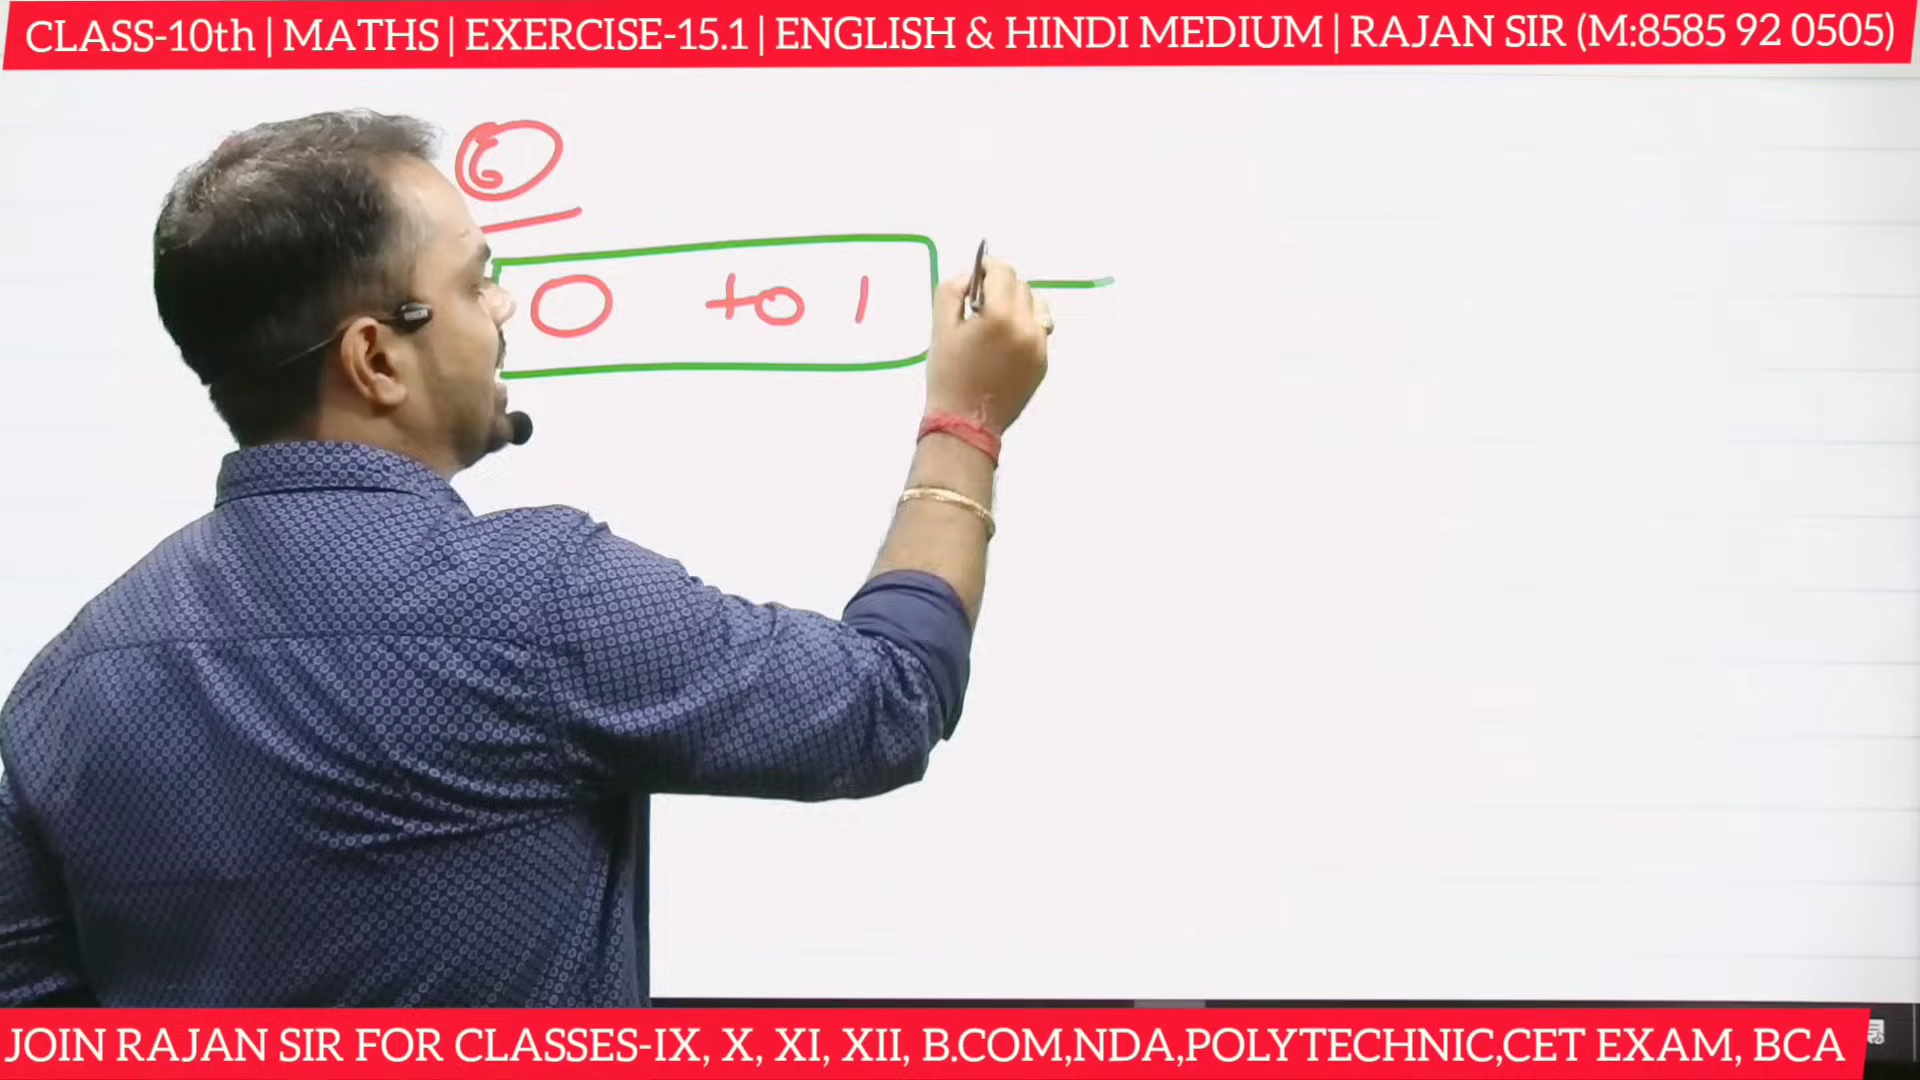 CLASS-10th | MATHS | EXERCISE-15.1 | ENGLISH & HINDI MEDIUM | RAJAN SIR (M:8585 92 0505)
6
0 to 1
JOIN RAJAN SIR FOR CLASSES-IX, X, XI, XII, B.COM,NDA,POLYTECHNIC,CET EXAM, BCA